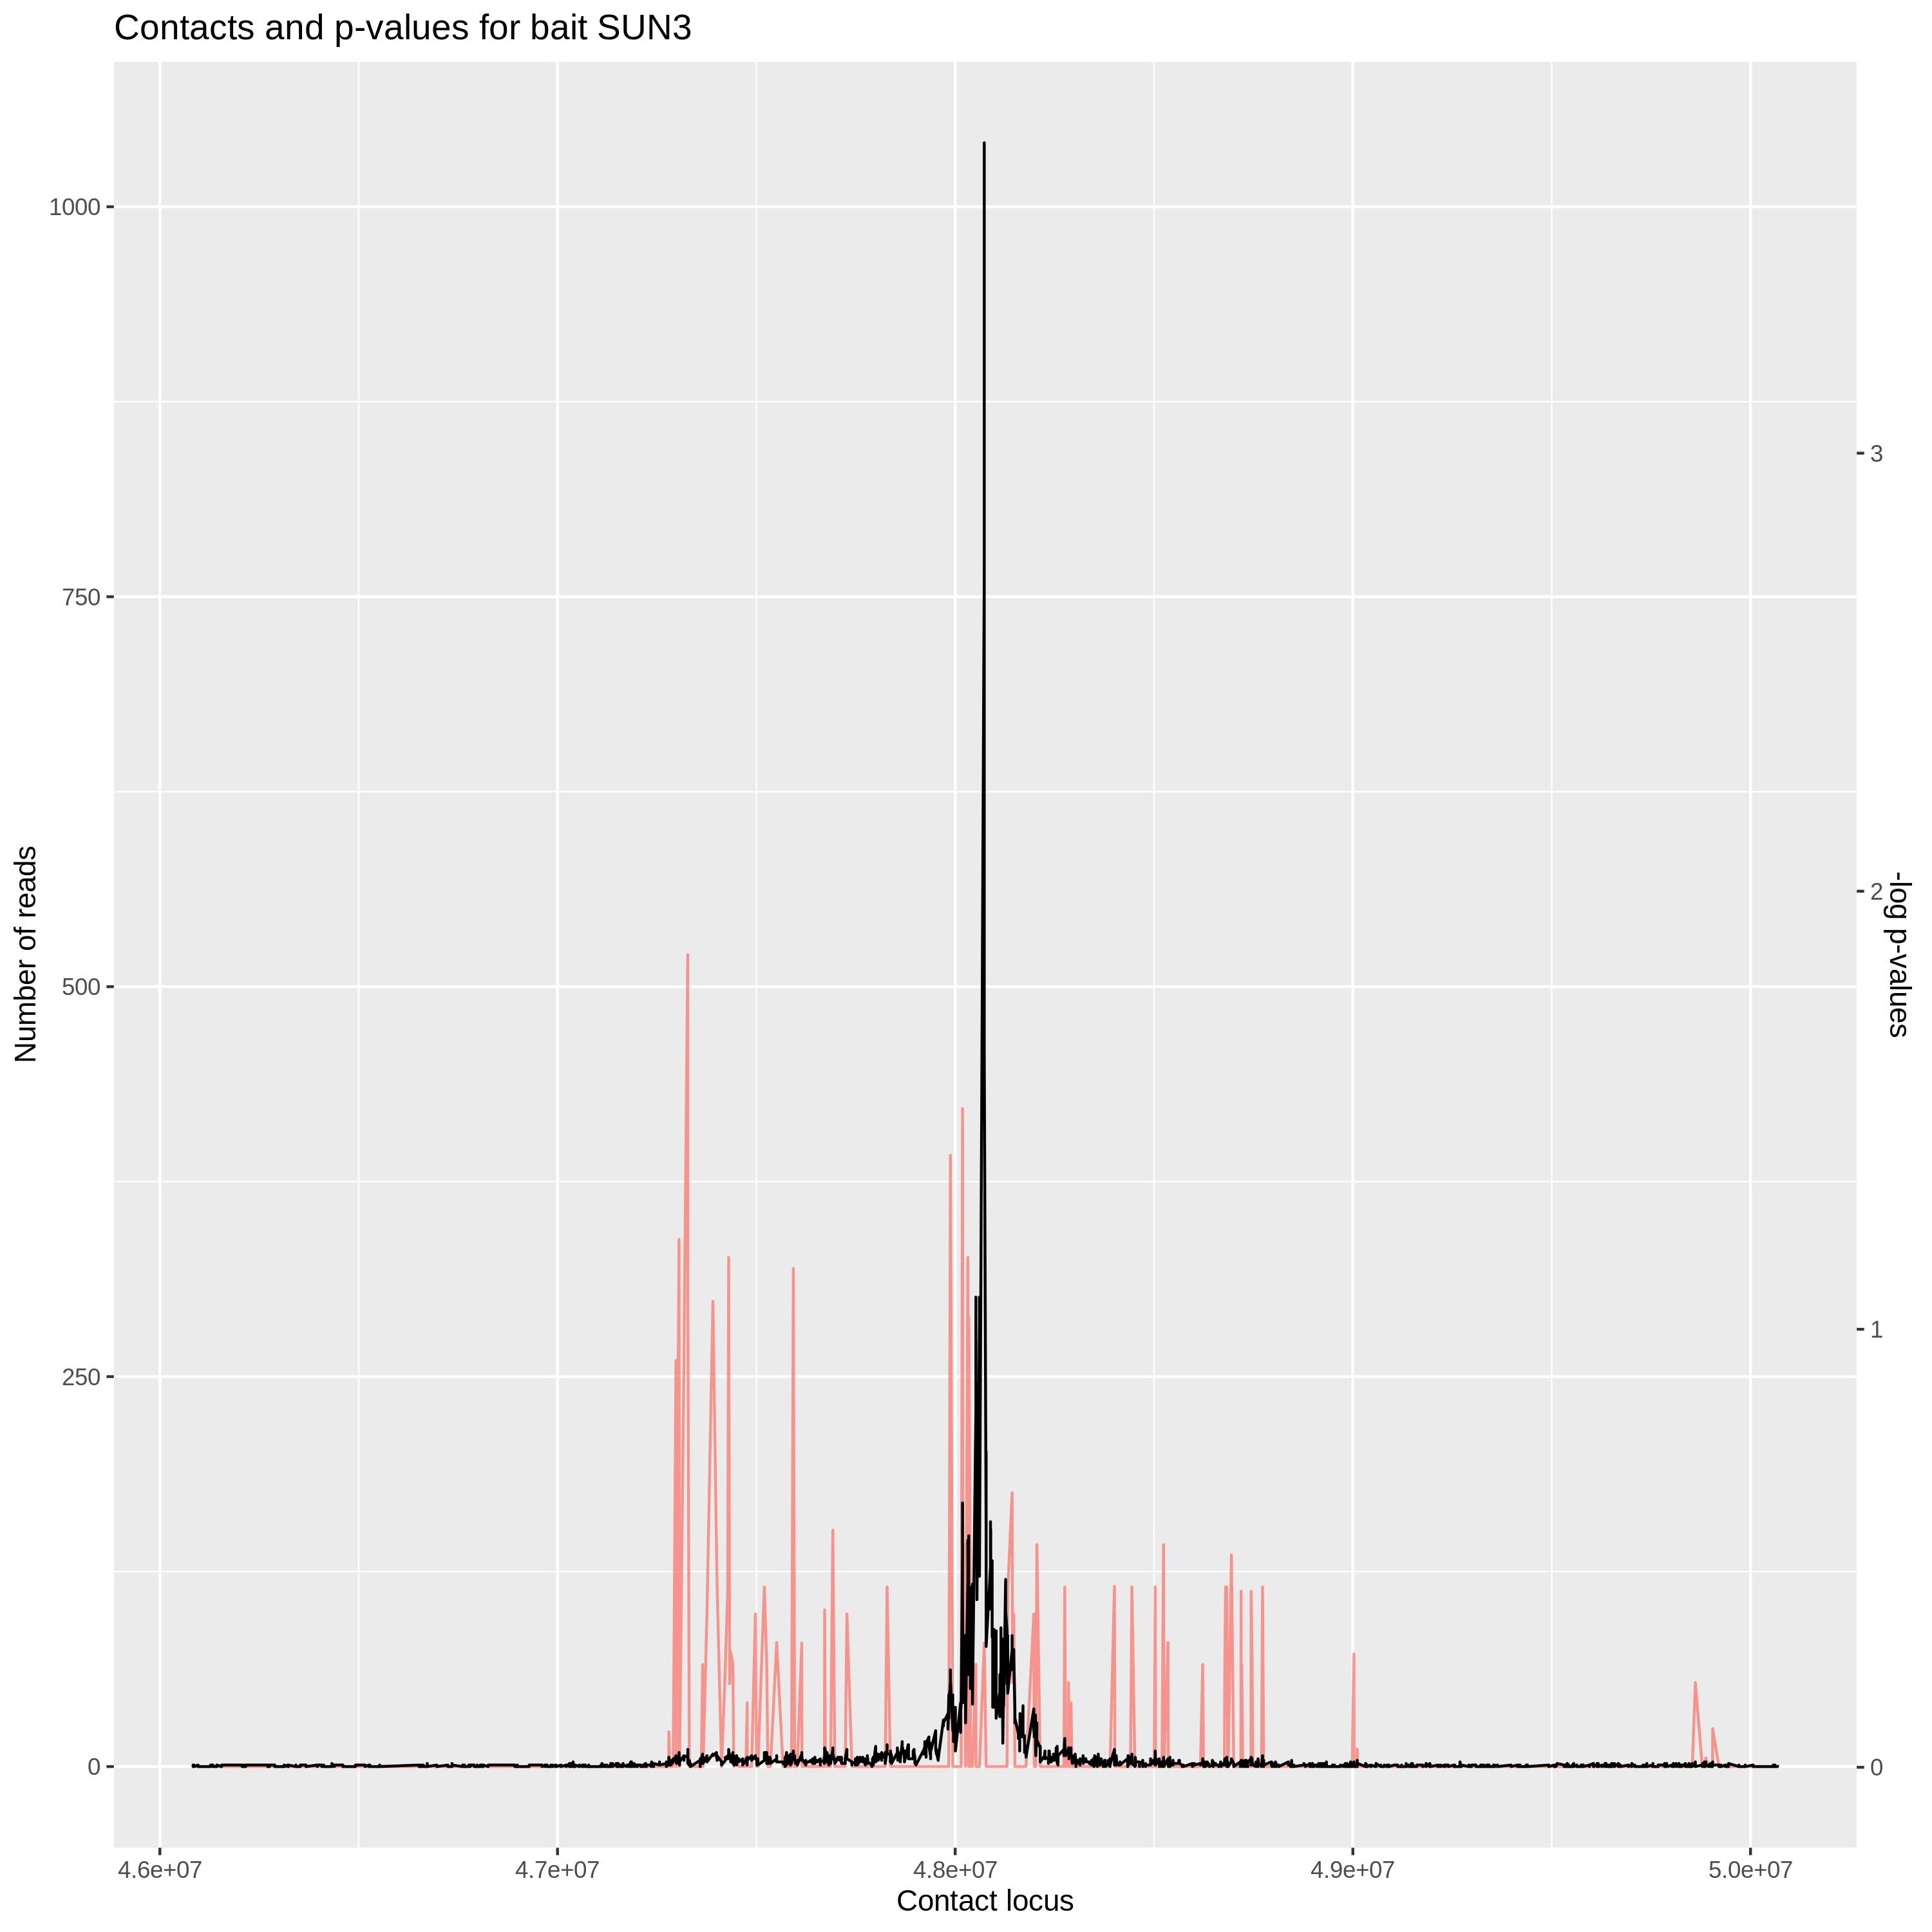 Contacts and p-values for bait SUN3
1000
750
500
250
0
Number of reads
3
2
1
0
-log p-values
4.6e+07
4.7e+07
4.8e+07
4.9e+07
5.0e+07
Contact locus